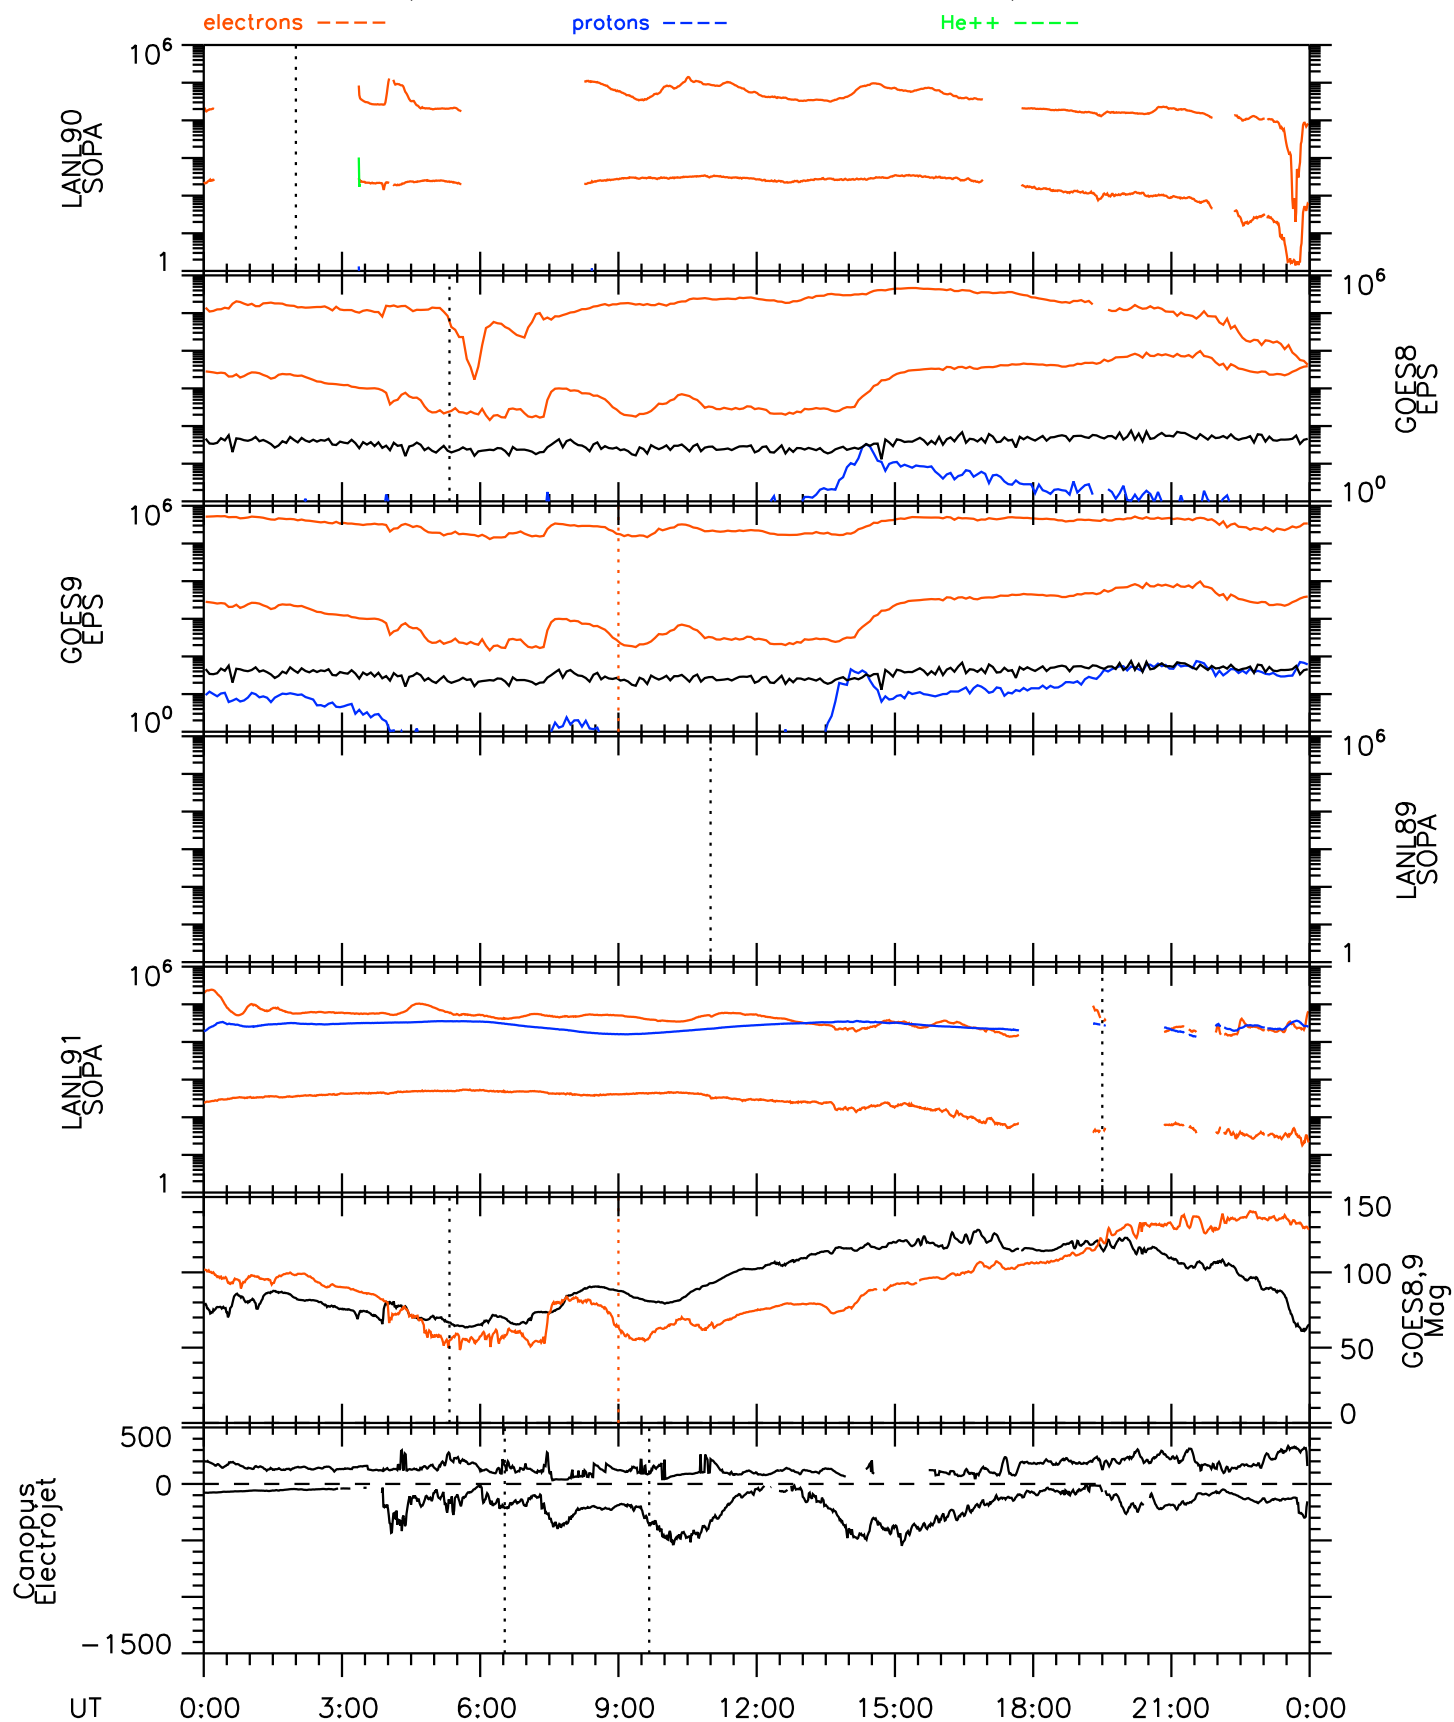 electrons protons He++
10⁶
LANL90
SOPA
1
10⁶
GOES8
EPS
10⁰
10⁶
GOES9
EPS
10⁰
10⁶
LANL89
SOPA
1
10⁶
LANL91
SOPA
1
150
100
GOES8,9
Mag
50
0
500
0
Canopus
Electrojet
-1500
UT 0:00 3:00 6:00 9:00 12:00 15:00 18:00 21:00 0:00